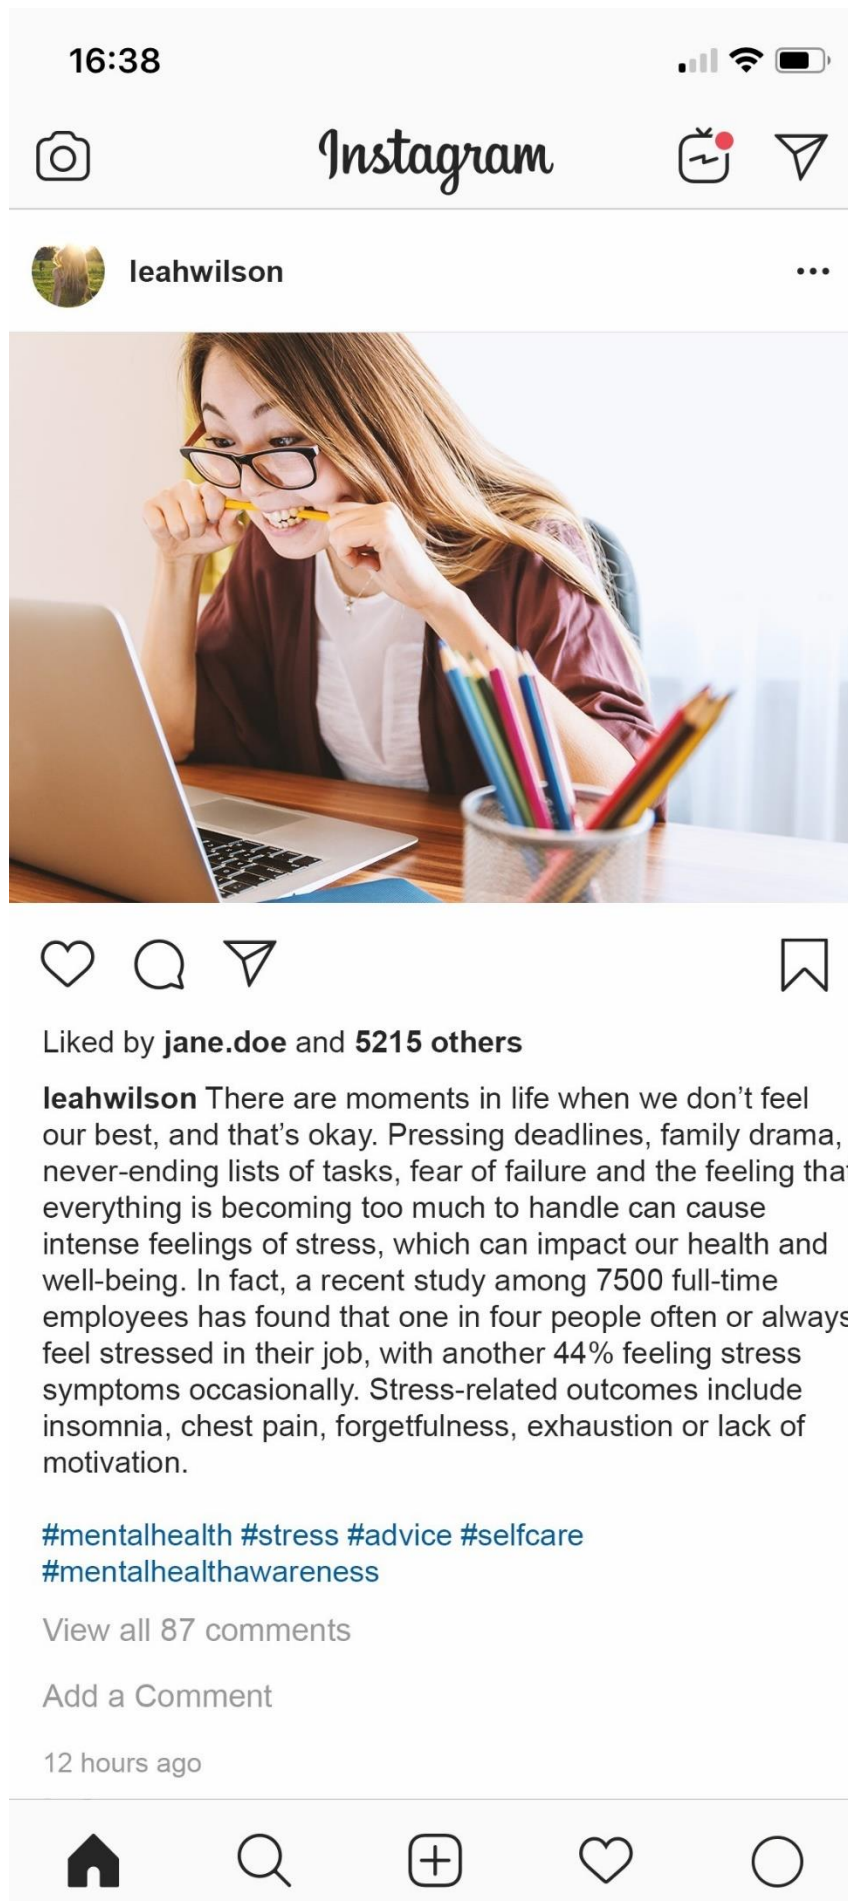 16:38
Instagram
leahwilson
Liked by jane.doe and 5215 others
leahwilson There are moments in life when we don’t feel
our best, and that’s okay. Pressing deadlines, family drama,
never-ending lists of tasks, fear of failure and the feeling that
everything is becoming too much to handle can cause
intense feelings of stress, which can impact our health and
well-being. In fact, a recent study among 7500 full-time
employees has found that one in four people often or always
feel stressed in their job, with another 44% feeling stress
symptoms occasionally. Stress-related outcomes include
insomnia, chest pain, forgetfulness, exhaustion or lack of
motivation.
#mentalhealth #stress #advice #selfcare
#mentalhealthawareness
View all 87 comments
Add a Comment
12 hours ago